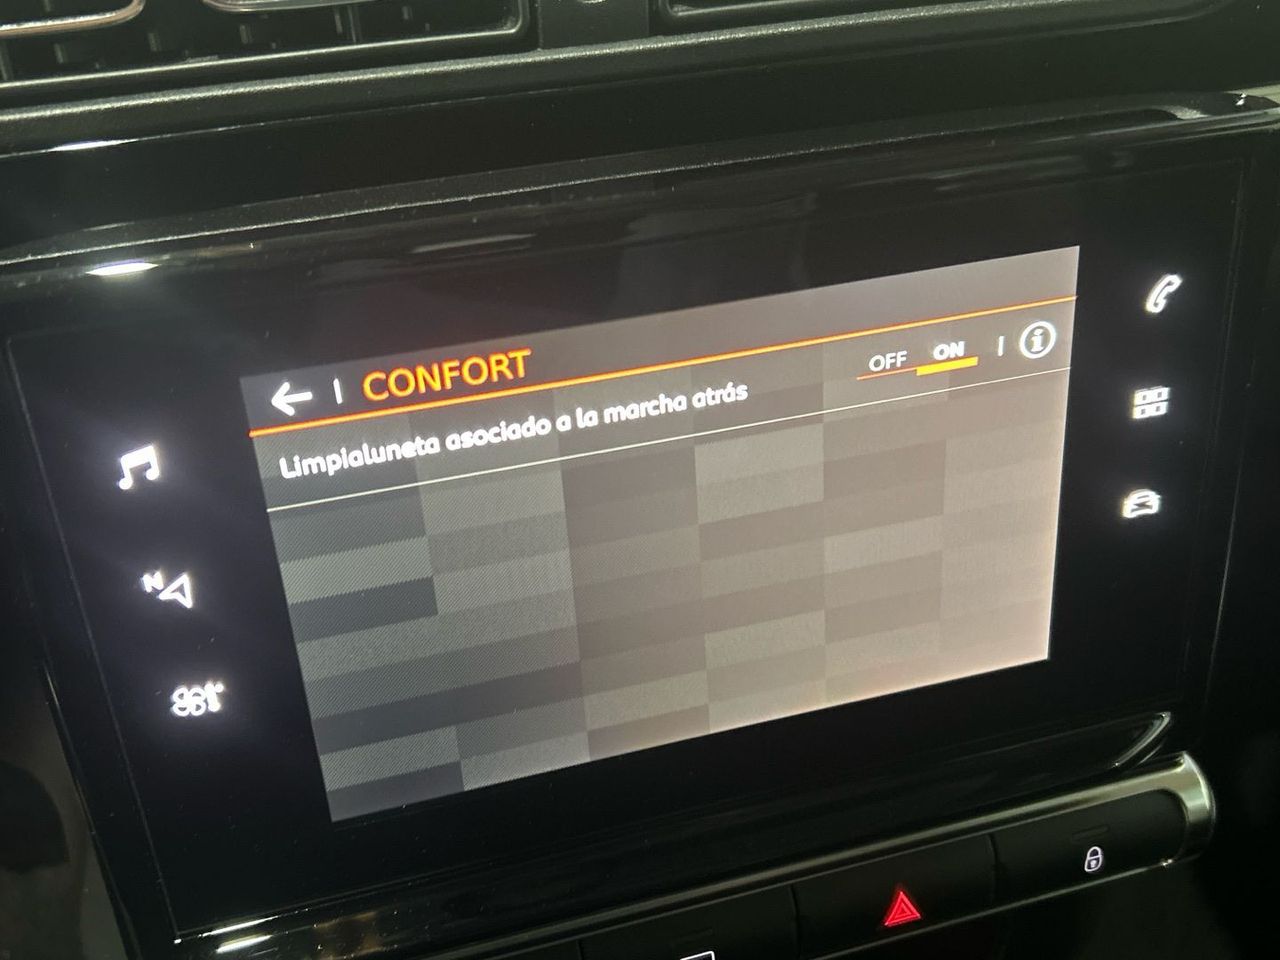 CONFORT
Limpialuneta asociado a la marcha atrás OFF ON
N